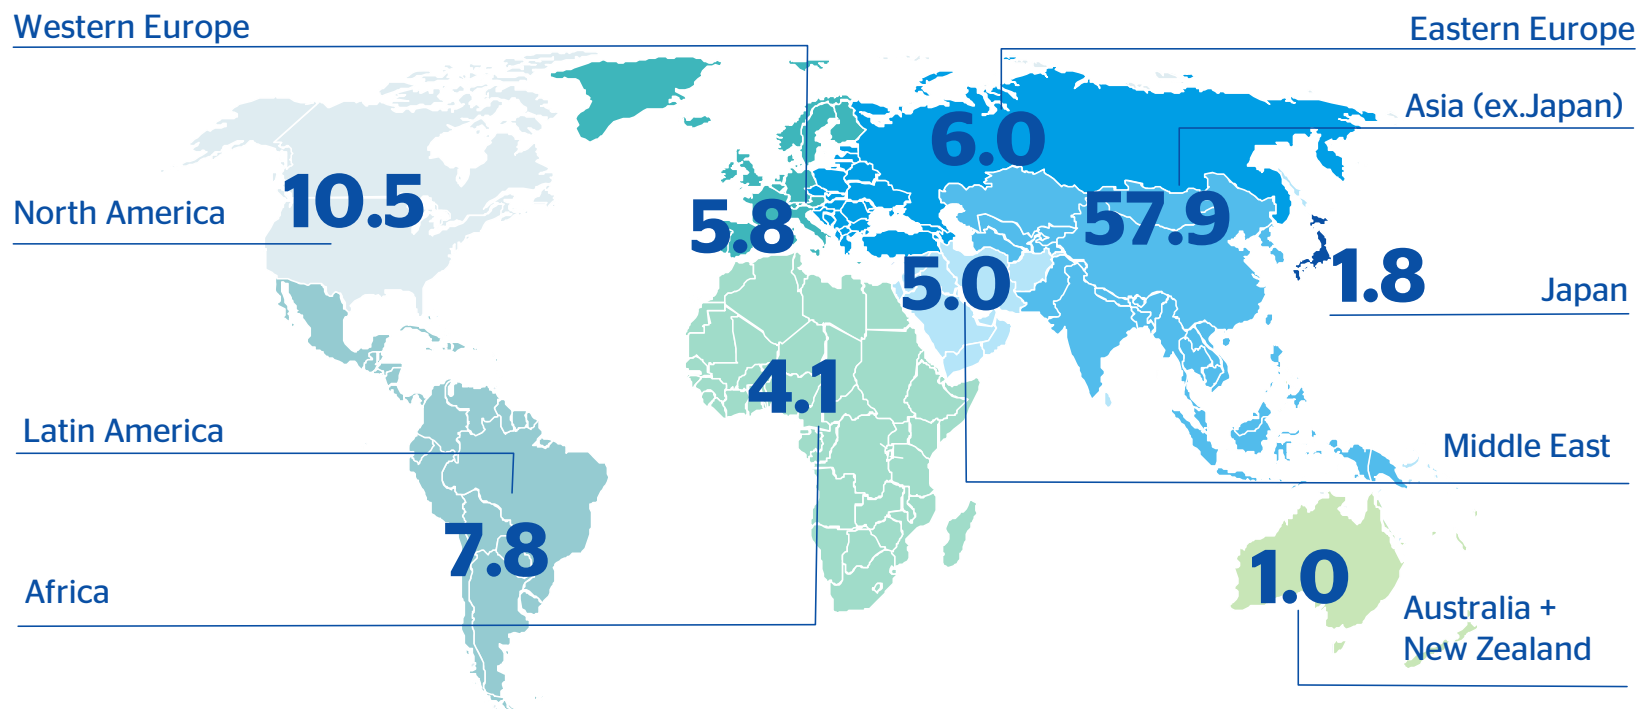 Western Europe
Eastern Europe
Asia (ex.Japan)
6.0
10.5
57.9
North America
5.8
5.0
1.8
Japan
4.1
Latin America
Middle East
7.8
1.0
Africa
Australia +
New Zealand